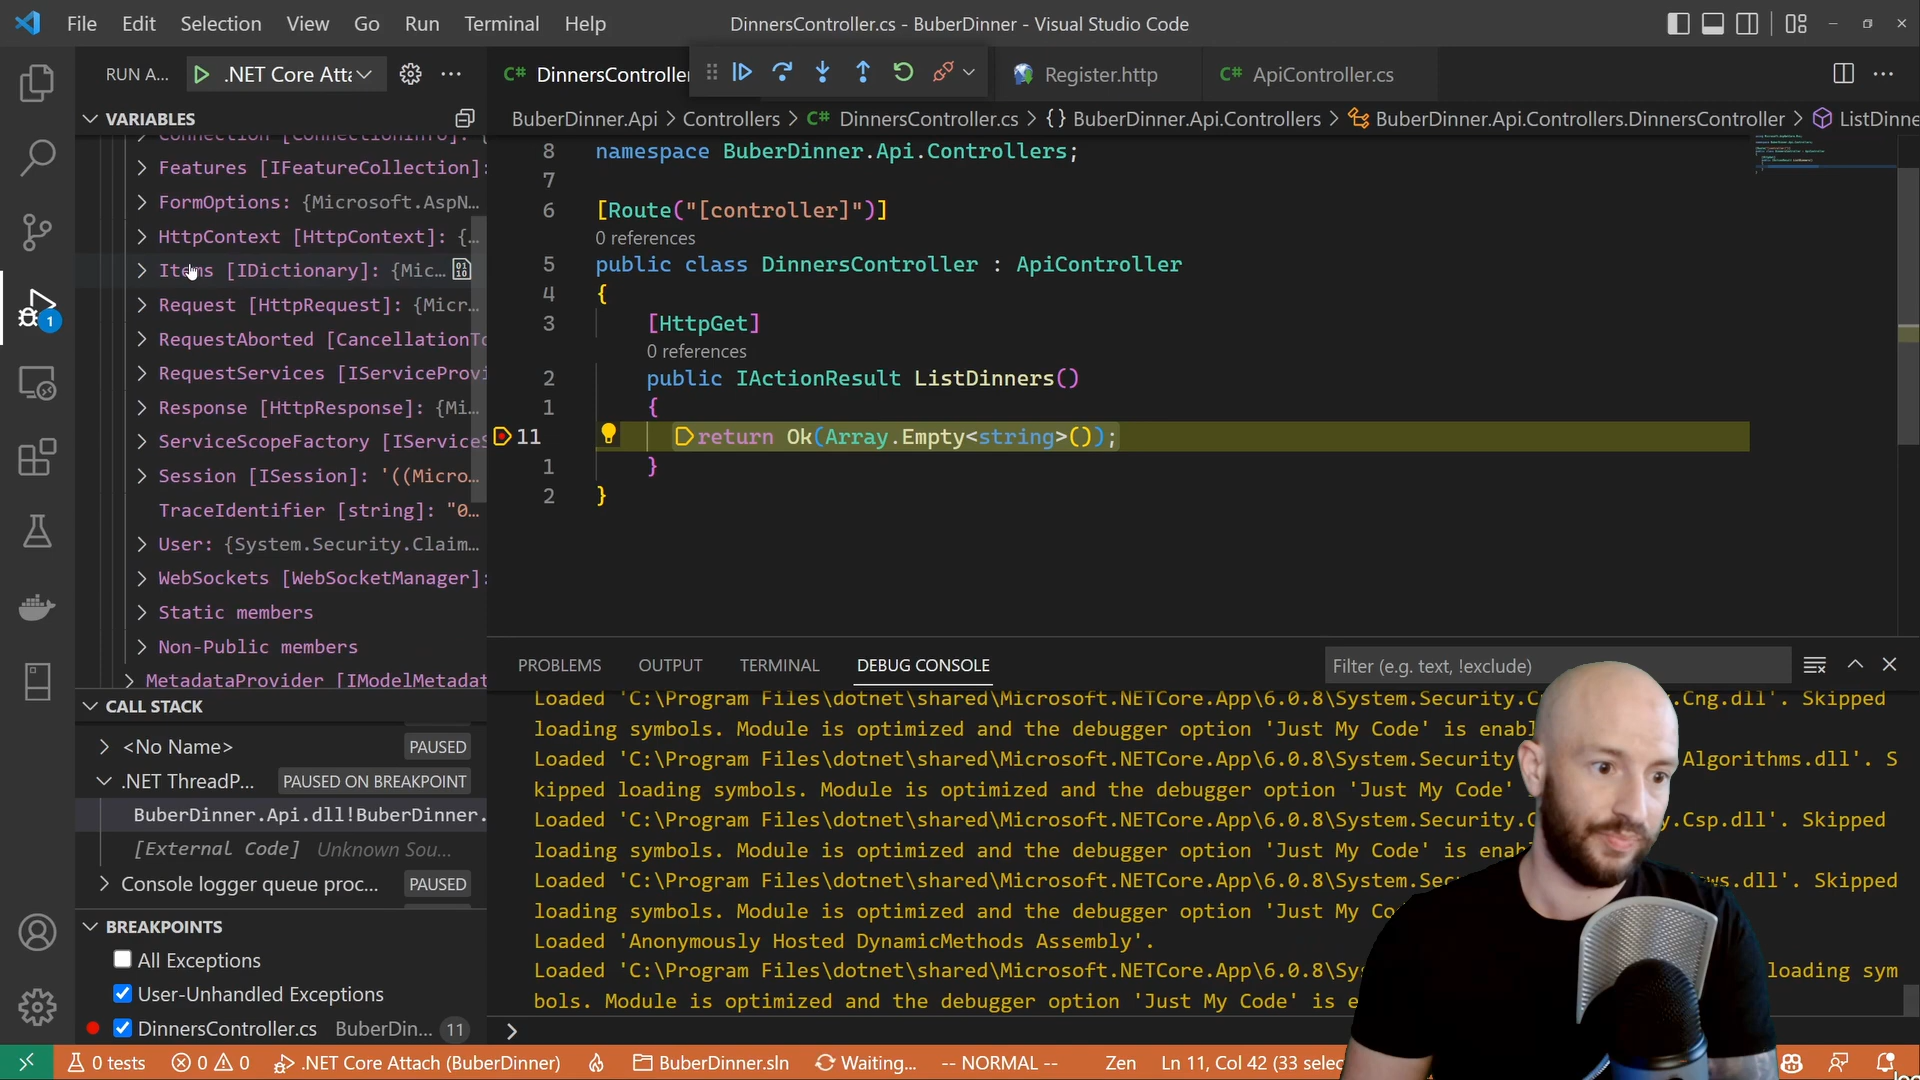 File Edit Selection View Go Run Terminal Help
DinnersController.cs - BuberDinner - Visual Studio Code
RUN A... .NET Core Atta
DinnersController
Register.http
ApiController.cs
VARIABLES
BuberDinner.Api > Controllers > DinnersController.cs > {} BuberDinner.Api.Controllers > BuberDinner.Api.Controllers.DinnersController > ListDinne
Connection [ConnectionInfo]: {
Features [IFeatureCollection]:
FormOptions: {Microsoft.AspN...
HttpContext [HttpContext]: {...
Items [IDictionary]: {Mic...
Request [HttpRequest]: {Micr...
RequestAborted [CancellationTo
RequestServices [IServiceProvi
Response [HttpResponse]: {Mi...
ServiceScopeFactory [IServiceS
Session [ISession]: '((Micro...
TraceIdentifier [string]: "0...
User: {System.Security.Claim...
WebSockets [WebSocketManager]:
Static members
Non-Public members
MetadataProvider [IModelMetadat
8 namespace BuberDinner.Api.Controllers;
7
6 [Route("[controller]")]
0 references
5 public class DinnersController : ApiController
4 {
3 [HttpGet]
0 references
2 public IActionResult ListDinners()
1 {
11 return Ok(Array.Empty<string>());
1 }
2 }
CALL STACK
<No Name> PAUSED
.NET ThreadP... PAUSED ON BREAKPOINT
BuberDinner.Api.dll!BuberDinner.
[External Code] Unknown Sou...
Console logger queue proc... PAUSED
BREAKPOINTS
All Exceptions
User-Unhandled Exceptions
DinnersController.cs BuberDin... 11
PROBLEMS OUTPUT TERMINAL DEBUG CONSOLE
Filter (e.g. text, !exclude)
Loaded 'C:\Program Files\dotnet\shared\Microsoft.NETCore.App\6.0.8\System.Security.C .Cng.dll'. Skipped
loading symbols. Module is optimized and the debugger option 'Just My Code' is enabl
Loaded 'C:\Program Files\dotnet\shared\Microsoft.NETCore.App\6.0.8\System.Secur Algorithms.dll'. S
kipped loading symbols. Module is optimized and the debugger option 'Just My Code'
Loaded 'C:\Program Files\dotnet\shared\Microsoft.NETCore.App\6.0.8\System.Security. y.Csp.dll'. Skipped
loading symbols. Module is optimized and the debugger option 'Just My Code' is enabl
Loaded 'C:\Program Files\dotnet\shared\Microsoft.NETCore.App\6.0.8\System.Sec ws.dll'. Skipped
loading symbols. Module is optimized and the debugger option 'Just My Co
Loaded 'Anonymously Hosted DynamicMethods Assembly'.
Loaded 'C:\Program Files\dotnet\shared\Microsoft.NETCore.App\6.0.8\Sy loading sym
bols. Module is optimized and the debugger option 'Just My Code' is e
0 tests 0 0 .NET Core Attach (BuberDinner) BuberDinner.sln Waiting... -- NORMAL -- Zen Ln 11, Col 42 (33 selec